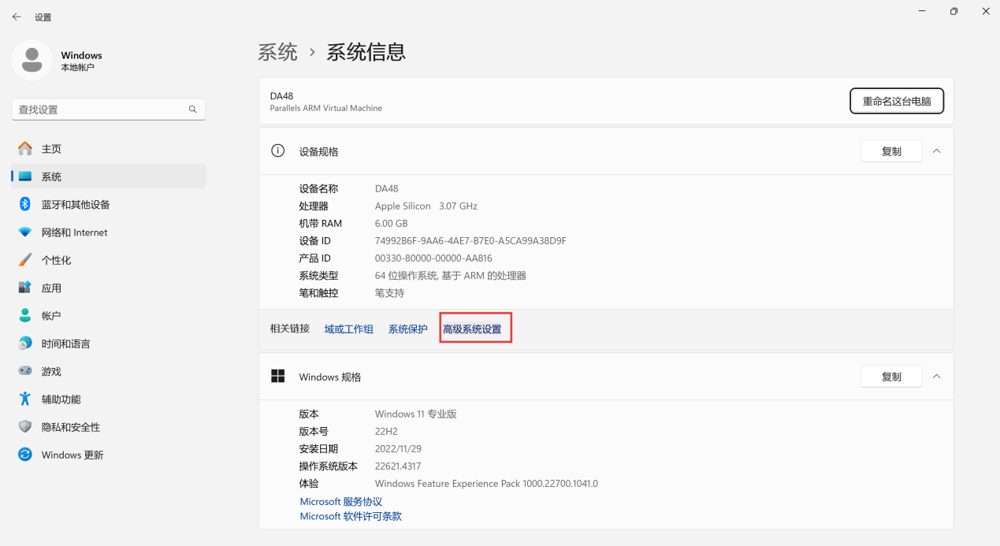 设置
Windows
本地帐户
查找设置
主页
系统
蓝牙和其他设备
网络和 Internet
个性化
应用
帐户
时间和语言
游戏
辅助功能
隐私和安全性
Windows 更新
系统 › 系统信息
DA48
Parallels ARM Virtual Machine
重命名这台电脑
设备规格
复制
设备名称 DA48
处理器 Apple Silicon 3.07 GHz
机带 RAM 6.00 GB
设备 ID 74992B6F-9AA6-4AE7-B7E0-A5CA99A38D9F
产品 ID 00330-80000-00000-AA816
系统类型 64 位操作系统, 基于 ARM 的处理器
笔和触控 笔支持
相关链接 域或工作组 系统保护 高级系统设置
Windows 规格
复制
版本 Windows 11 专业版
版本号 22H2
安装日期 2022/11/29
操作系统版本 22621.4317
体验 Windows Feature Experience Pack 1000.22700.1041.0
Microsoft 服务协议
Microsoft 软件许可条款